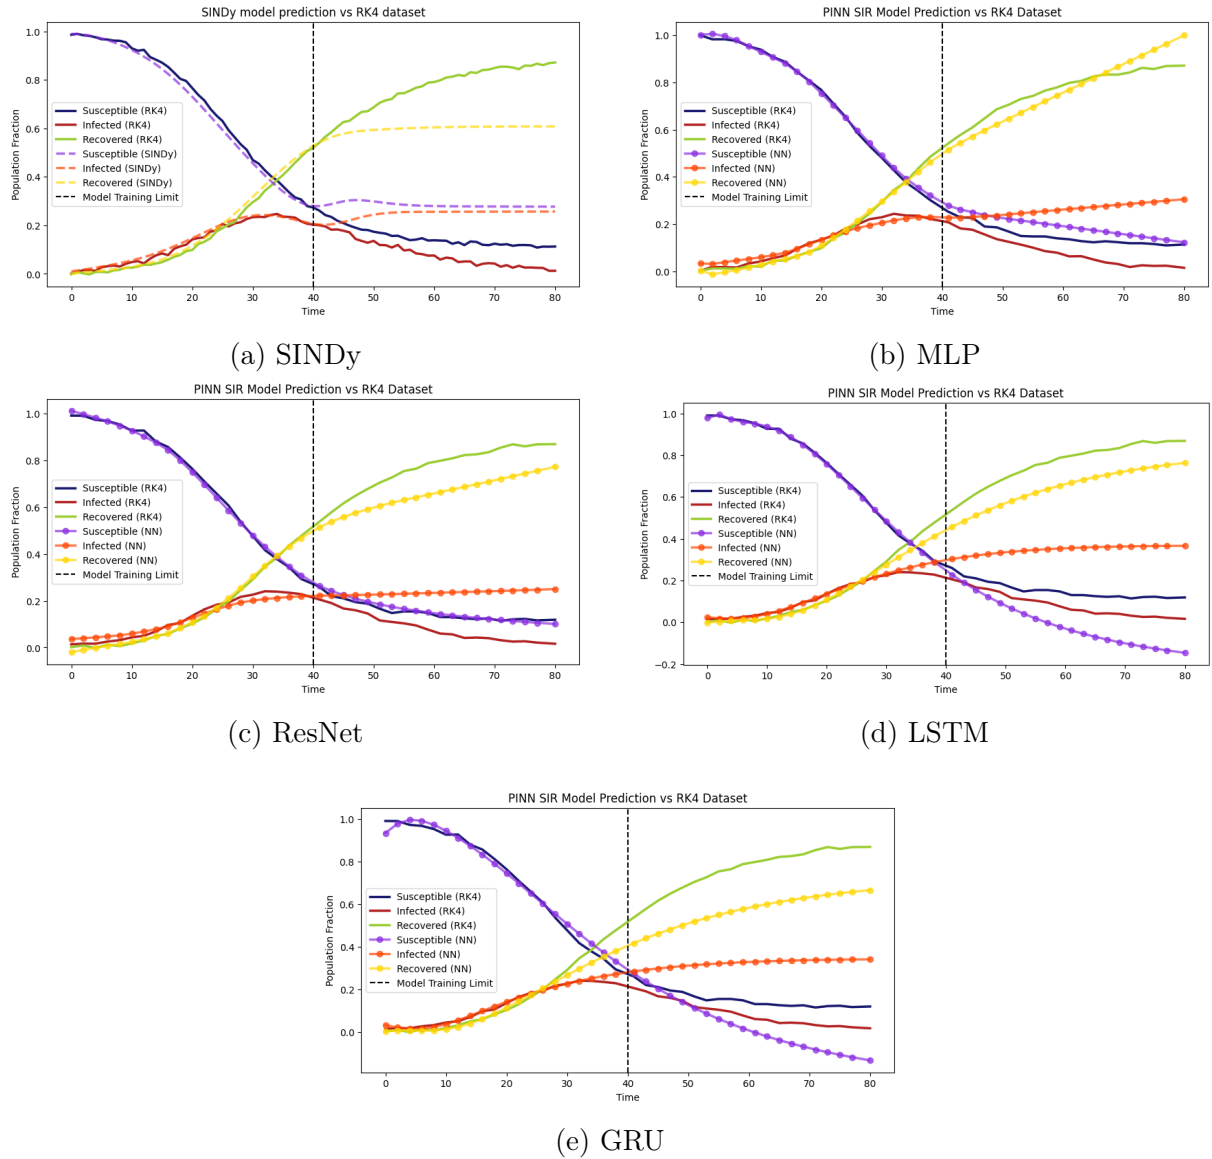 SINDy model prediction vs RK4 dataset
Population Fraction
1.0
0.8
0.6
0.4
0.2
0.0
Susceptible (RK4)
Infected (RK4)
Recovered (RK4)
Susceptible (SINDy)
Infected (SINDy)
Recovered (SINDy)
Model Training Limit
0 10 20 30 40 50 60 70 80
Time
(a) SINDy
PINN SIR Model Prediction vs RK4 Dataset
Population Fraction
1.0
0.8
0.6
0.4
0.2
0.0
Susceptible (RK4)
Infected (RK4)
Recovered (RK4)
Susceptible (NN)
Infected (NN)
Recovered (NN)
Model Training Limit
0 10 20 30 40 50 60 70 80
Time
(b) MLP
PINN SIR Model Prediction vs RK4 Dataset
Population Fraction
1.0
0.8
0.6
0.4
0.2
0.0
Susceptible (RK4)
Infected (RK4)
Recovered (RK4)
Susceptible (NN)
Infected (NN)
Recovered (NN)
Model Training Limit
0 10 20 30 40 50 60 70 80
Time
(c) ResNet
PINN SIR Model Prediction vs RK4 Dataset
Population Fraction
1.0
0.8
0.6
0.4
0.2
0.0
−0.2
Susceptible (RK4)
Infected (RK4)
Recovered (RK4)
Susceptible (NN)
Infected (NN)
Recovered (NN)
Model Training Limit
0 10 20 30 40 50 60 70 80
Time
(d) LSTM
PINN SIR Model Prediction vs RK4 Dataset
Population Fraction
1.0
0.8
0.6
0.4
0.2
0.0
Susceptible (RK4)
Infected (RK4)
Recovered (RK4)
Susceptible (NN)
Infected (NN)
Recovered (NN)
Model Training Limit
0 10 20 30 40 50 60 70 80
Time
(e) GRU